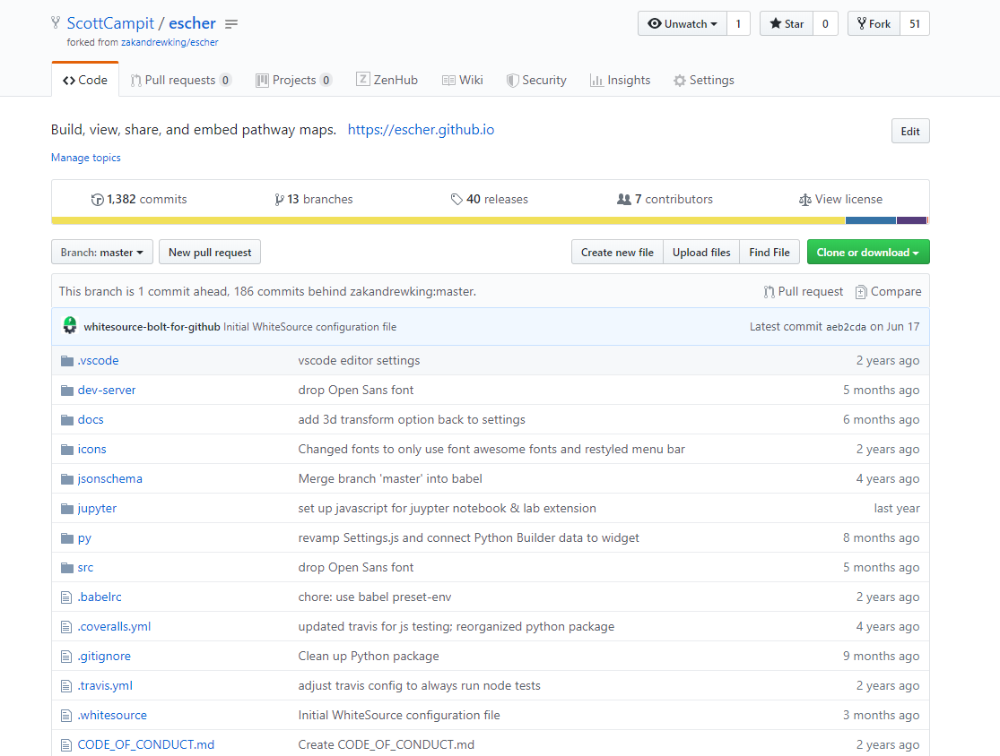 ScottCampit / escher
Unwatch 1 Star 0 Fork 51
forked from zakandrewking/escher
Code Pull requests 0 Projects 0 ZenHub Wiki Security Insights Settings
Build, view, share, and embed pathway maps. https://escher.github.io
Edit
Manage topics
1,382 commits 13 branches 40 releases 7 contributors View license
Branch: master New pull request Create new file Upload files Find File Clone or download
This branch is 1 commit ahead, 186 commits behind zakandrewking:master. Pull request Compare
whitesource-bolt-for-github Initial WhiteSource configuration file Latest commit aeb2cda on Jun 17
.vscode vscode editor settings 2 years ago
dev-server drop Open Sans font 5 months ago
docs add 3d transform option back to settings 6 months ago
icons Changed fonts to only use font awesome fonts and restyled menu bar 2 years ago
jsonschema Merge branch 'master' into babel 4 years ago
jupyter set up javascript for juypter notebook & lab extension last year
py revamp Settings.js and connect Python Builder data to widget 8 months ago
src drop Open Sans font 5 months ago
.babelrc chore: use babel preset-env 2 years ago
.coveralls.yml updated travis for js testing; reorganized python package 4 years ago
.gitignore Clean up Python package 9 months ago
.travis.yml adjust travis config to always run node tests 2 years ago
.whitesource Initial WhiteSource configuration file 3 months ago
CODE_OF_CONDUCT.md Create CODE_OF_CONDUCT.md 2 years ago